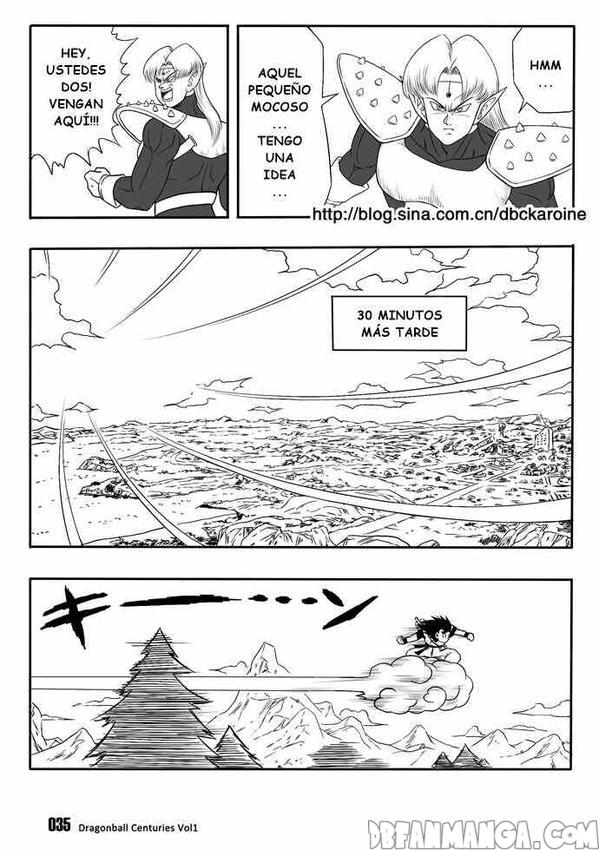 HMM
...
AQUEL
PEQUEÑO
MOCOSO
...
TENGO
UNA
IDEA
...
HEY,
USTEDES
DOS!
VENGAN
AQUÍ!!!
http://blog.sina.com.cn/dbckaroine
30 MINUTOS
MÁS TARDE
キーー・・・ン
035 Dragonball Centuries Vol1
DBFANMANGA.COM